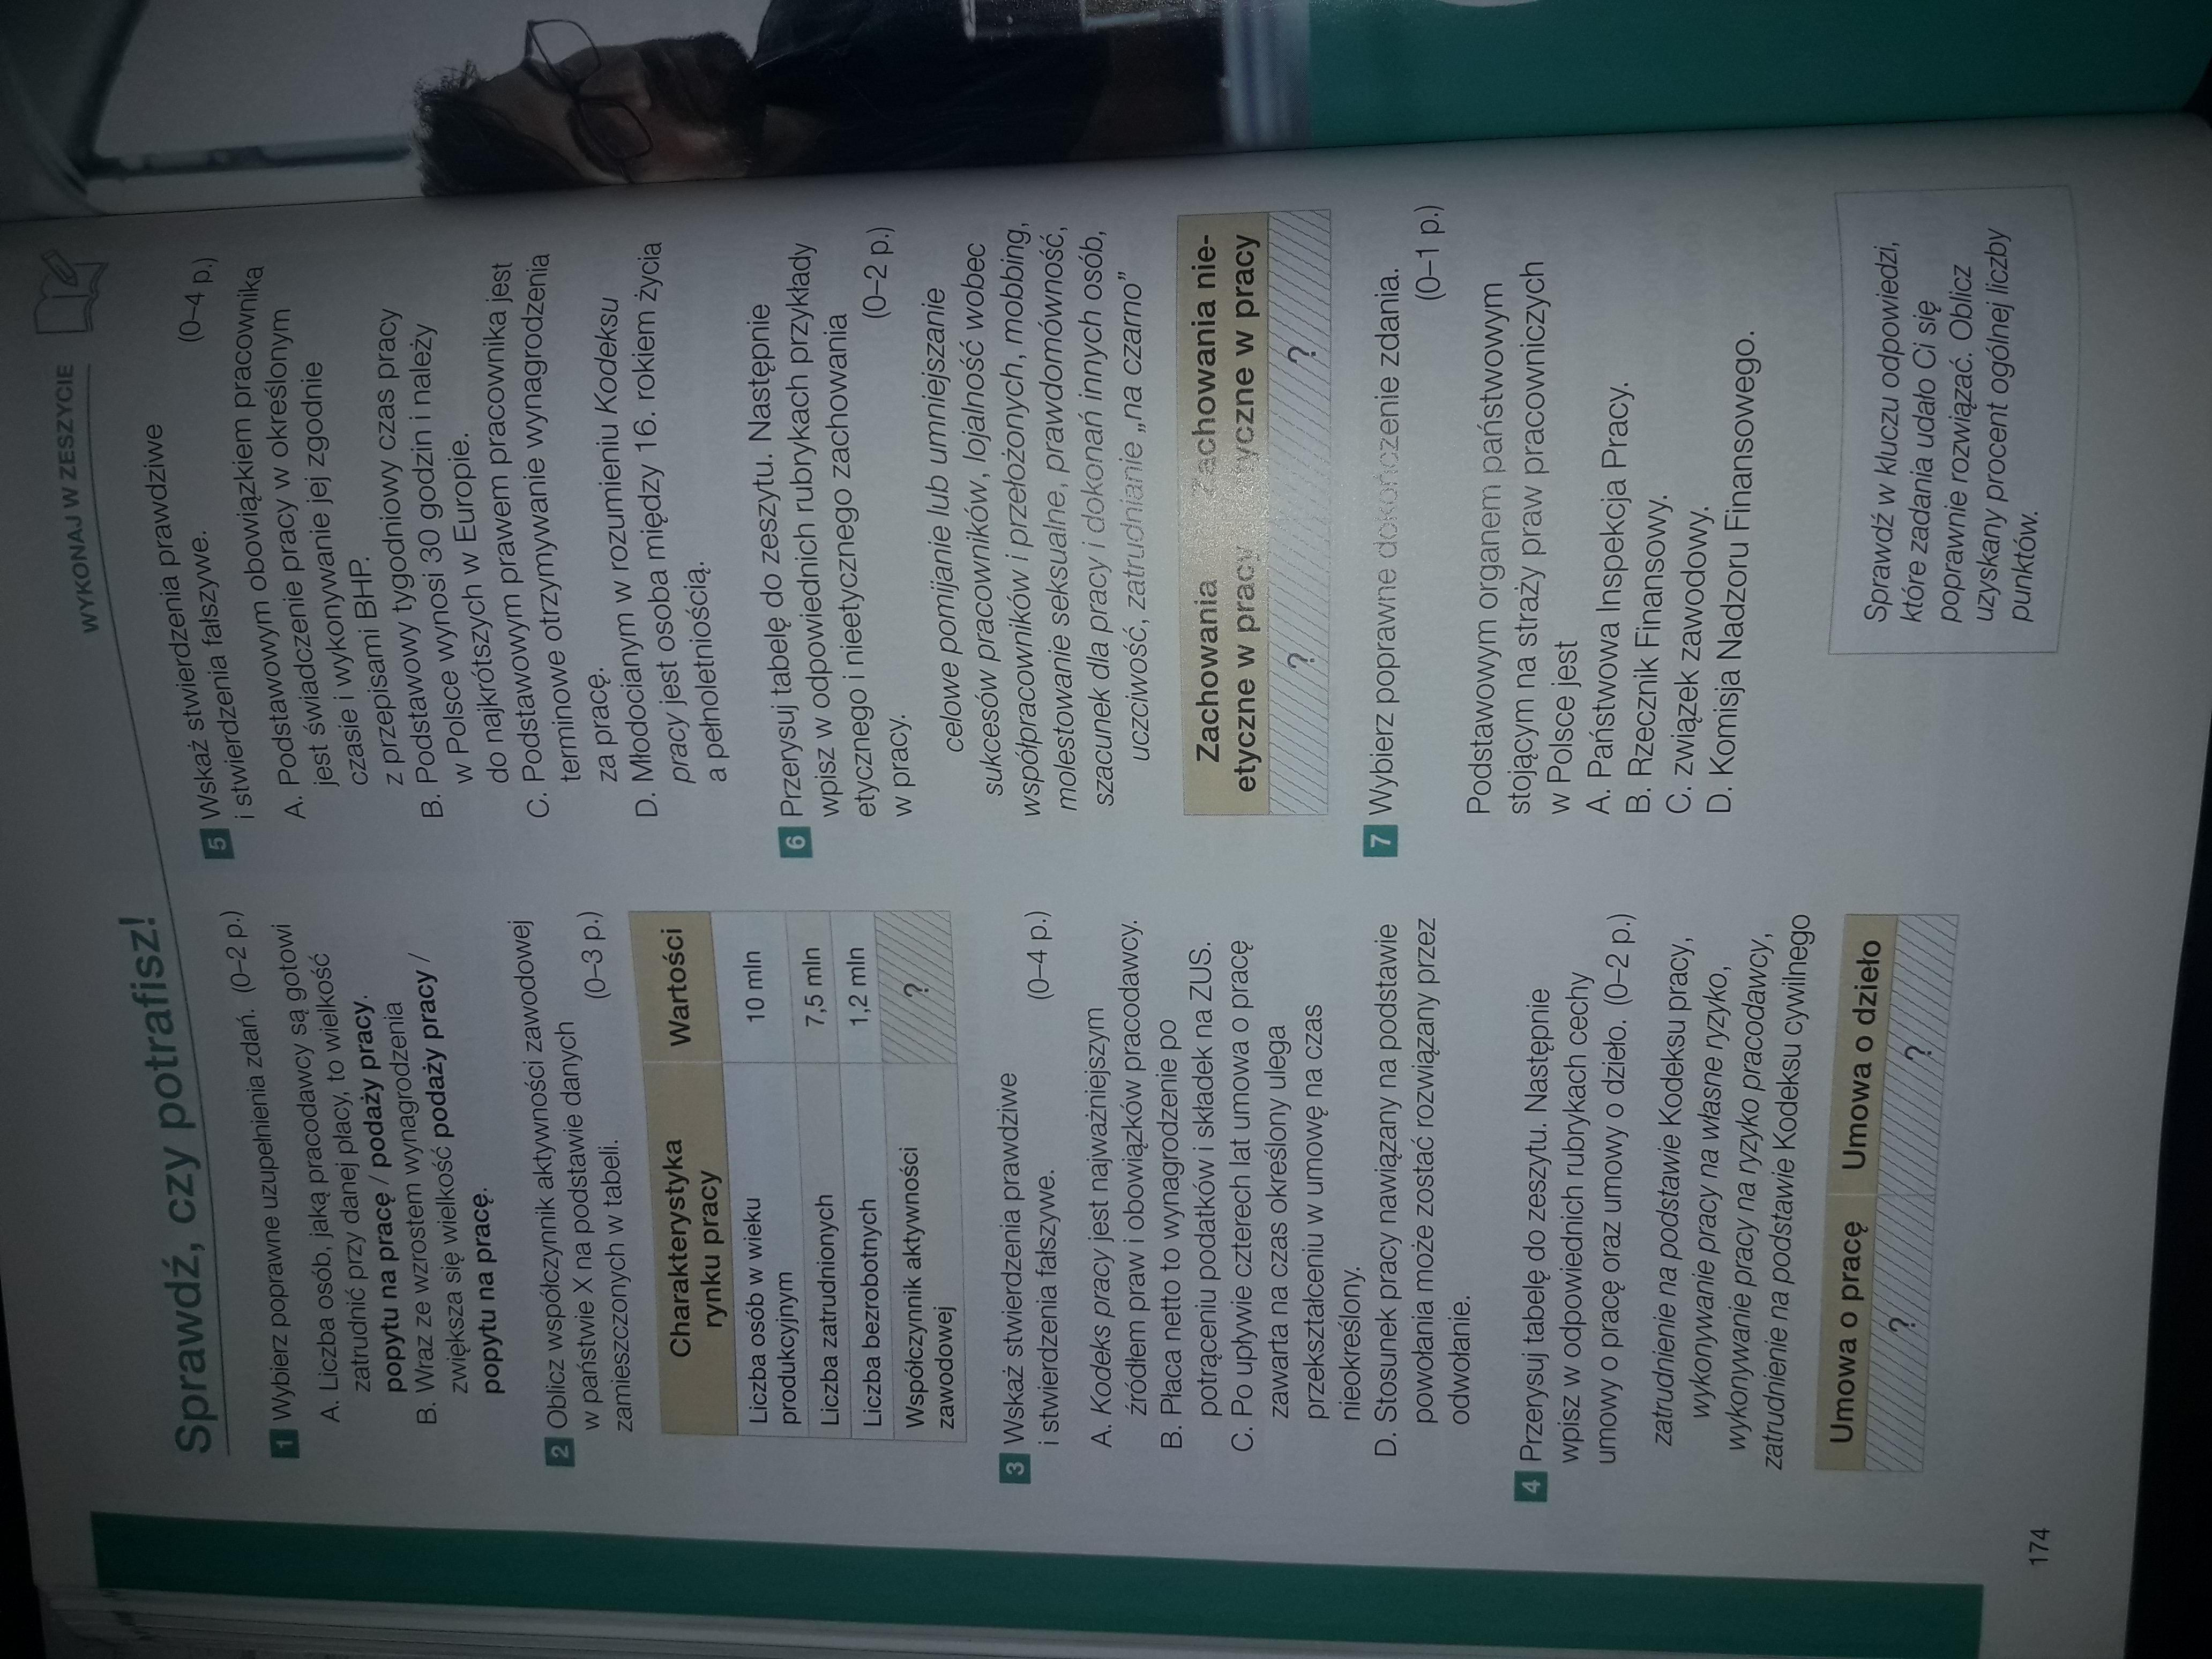 WYKONAJ W ZESZYCIE
Sprawdź, czy potrafisz!
1 Wybierz poprawne uzupełnienia zdań. (0–2 p.)
A. Liczba osób, jaką pracodawcy są gotowi
zatrudnić przy danej płacy, to wielkość
popytu na pracę / podaży pracy.
B. Wraz ze wzrostem wynagrodzenia
zwiększa się wielkość podaży pracy /
popytu na pracę.
2 Oblicz współczynnik aktywności zawodowej
w państwie X na podstawie danych
zamieszczonych w tabeli. (0–3 p.)
Charakterystyka
rynku pracy
Wartości
Liczba osób w wieku
produkcyjnym
10 mln
Liczba zatrudnionych 7,5 mln
Liczba bezrobotnych 1,2 mln
Współczynnik aktywności
zawodowej
?
3 Wskaż stwierdzenia prawdziwe
i stwierdzenia fałszywe. (0–4 p.)
A. Kodeks pracy jest najważniejszym
źródłem praw i obowiązków pracodawcy.
B. Płaca netto to wynagrodzenie po
potrąceniu podatków i składek na ZUS.
C. Po upływie czterech lat umowa o pracę
zawarta na czas określony ulega
przekształceniu w umowę na czas
nieokreślony.
D. Stosunek pracy nawiązany na podstawie
powołania może zostać rozwiązany przez
odwołanie.
4 Przerysuj tabelę do zeszytu. Następnie
wpisz w odpowiednich rubrykach cechy
umowy o pracę oraz umowy o dzieło. (0–2 p.)
zatrudnienie na podstawie Kodeksu pracy,
wykonywanie pracy na własne ryzyko,
wykonywanie pracy na ryzyko pracodawcy,
zatrudnienie na podstawie Kodeksu cywilnego
Umowa o pracę Umowa o dzieło
? ?
174
5 Wskaż stwierdzenia prawdziwe
i stwierdzenia fałszywe. (0–4 p.)
A. Podstawowym obowiązkiem pracownika
jest świadczenie pracy w określonym
czasie i wykonywanie jej zgodnie
z przepisami BHP.
B. Podstawowy tygodniowy czas pracy
w Polsce wynosi 30 godzin i należy
do najkrótszych w Europie.
C. Podstawowym prawem pracownika jest
terminowe otrzymywanie wynagrodzenia
za pracę.
D. Młodocianym w rozumieniu Kodeksu
pracy jest osoba między 16. rokiem życia
a pełnoletniością.
6 Przerysuj tabelę do zeszytu. Następnie
wpisz w odpowiednich rubrykach przykłady
etycznego i nieetycznego zachowania
w pracy. (0–2 p.)
celowe pomijanie lub umniejszanie
sukcesów pracowników, lojalność wobec
współpracowników i przełożonych, mobbing,
molestowanie seksualne, prawdomówność,
szacunek dla pracy i dokonań innych osób,
uczciwość, zatrudnianie „na czarno”
Zachowania
etyczne w pracy
Zachowania nie-
etyczne w pracy
? ?
7 Wybierz poprawne dokończenie zdania.
(0–1 p.)
Podstawowym organem państwowym
stojącym na straży praw pracowniczych
w Polsce jest
A. Państwowa Inspekcja Pracy.
B. Rzecznik Finansowy.
C. związek zawodowy.
D. Komisja Nadzoru Finansowego.
Sprawdź w kluczu odpowiedzi,
które zadania udało Ci się
poprawnie rozwiązać. Oblicz
uzyskany procent ogólnej liczby
punktów.